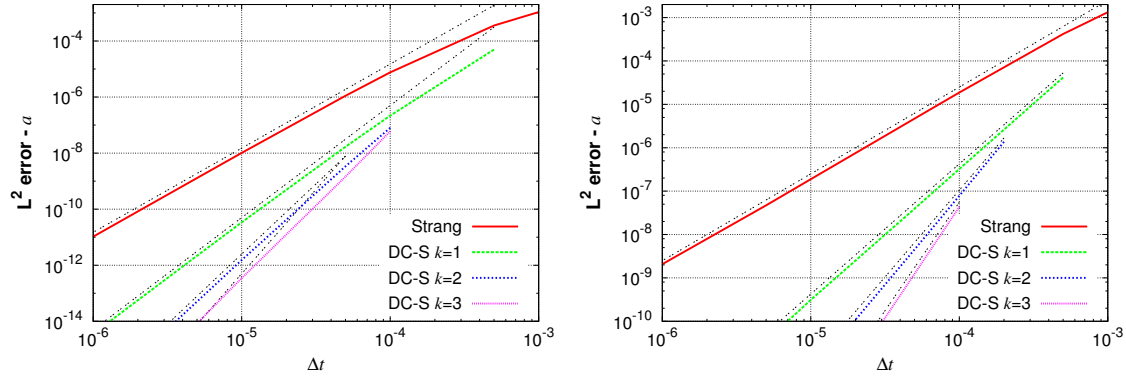 10^-4
10^-6
10^-8
10^-10
10^-12
10^-14
L^2 error - a
10^-6
10^-5
10^-4
10^-3
Δt
Strang
DC-S k=1
DC-S k=2
DC-S k=3
10^-3
10^-4
10^-5
10^-6
10^-7
10^-8
10^-9
10^-10
L^2 error - a
10^-6
10^-5
10^-4
10^-3
Δt
Strang
DC-S k=1
DC-S k=2
DC-S k=3